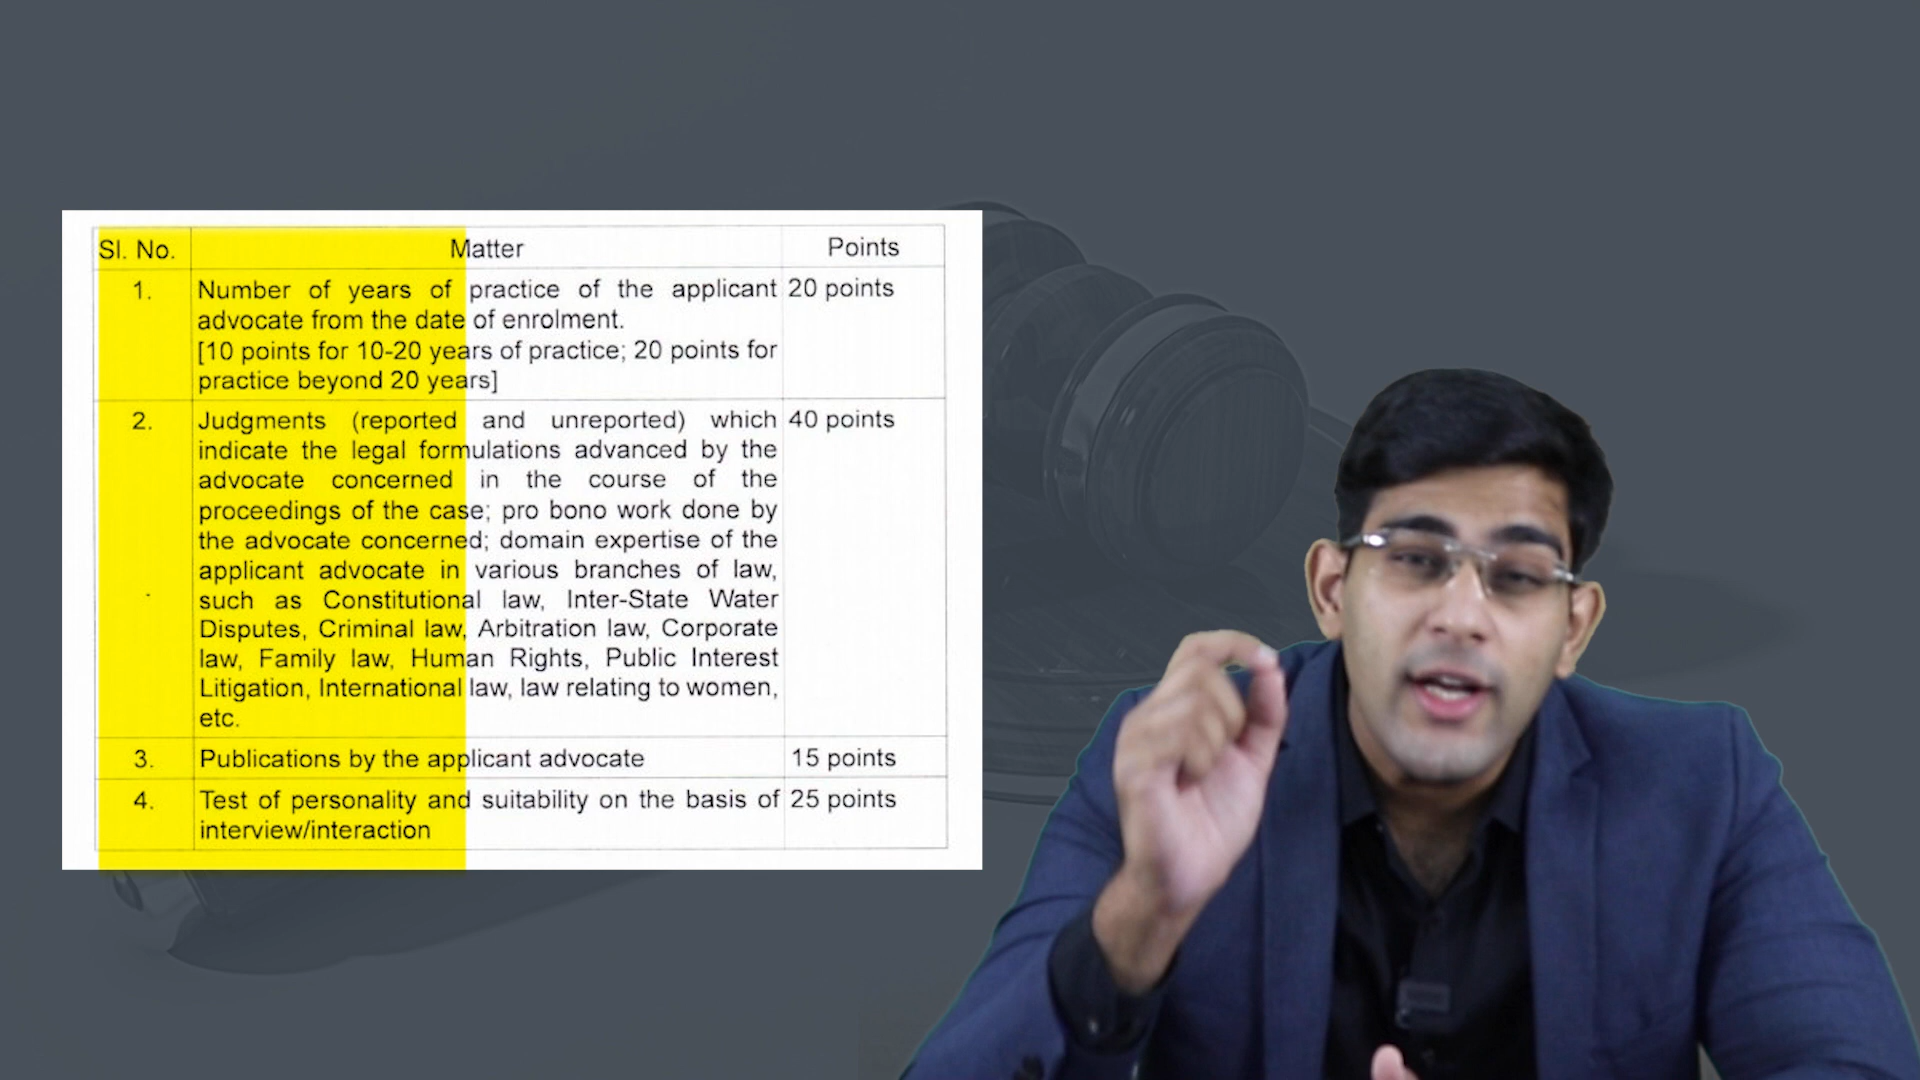 Sl. No. Matter Points
1. Number of years of practice of the applicant 20 points
advocate from the date of enrolment.
[10 points for 10-20 years of practice; 20 points for
practice beyond 20 years]
2. Judgments (reported and unreported) which 40 points
indicate the legal formulations advanced by the
advocate concerned in the course of the
proceedings of the case; pro bono work done by
the advocate concerned; domain expertise of the
applicant advocate in various branches of law,
such as Constitutional law, Inter-State Water
Disputes, Criminal law, Arbitration law, Corporate
law, Family law, Human Rights, Public Interest
Litigation, International law, law relating to women,
etc.
3. Publications by the applicant advocate 15 points
4. Test of personality and suitability on the basis of 25 points
interview/interaction